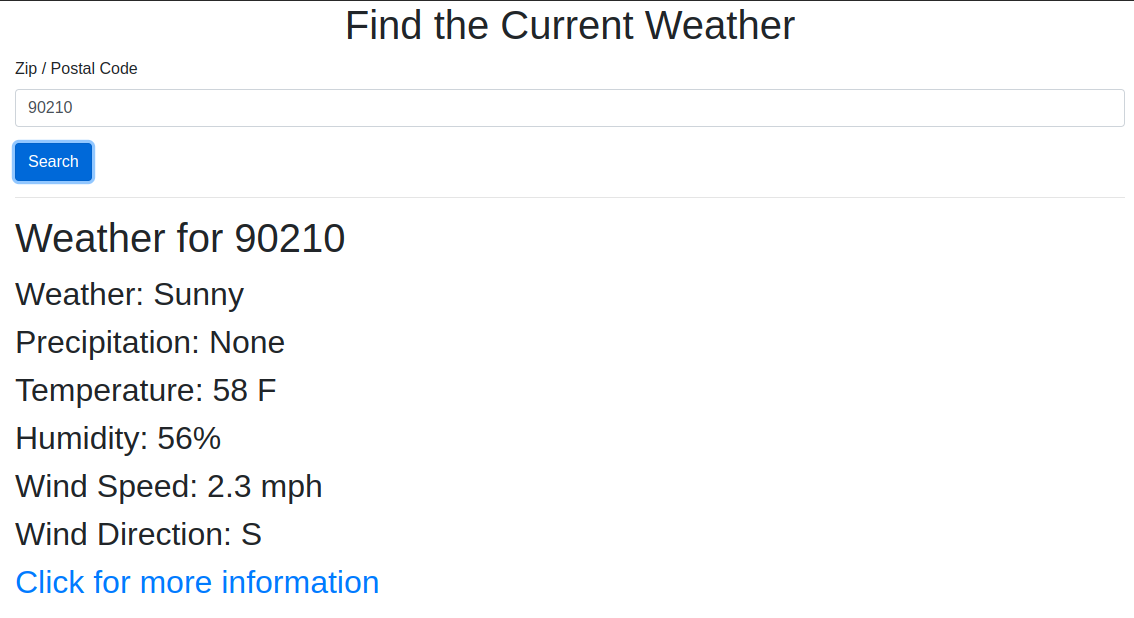 Find the Current Weather
Zip / Postal Code
90210
Search
Weather for 90210
Weather: Sunny
Precipitation: None
Temperature: 58 F
Humidity: 56%
Wind Speed: 2.3 mph
Wind Direction: S
Click for more information